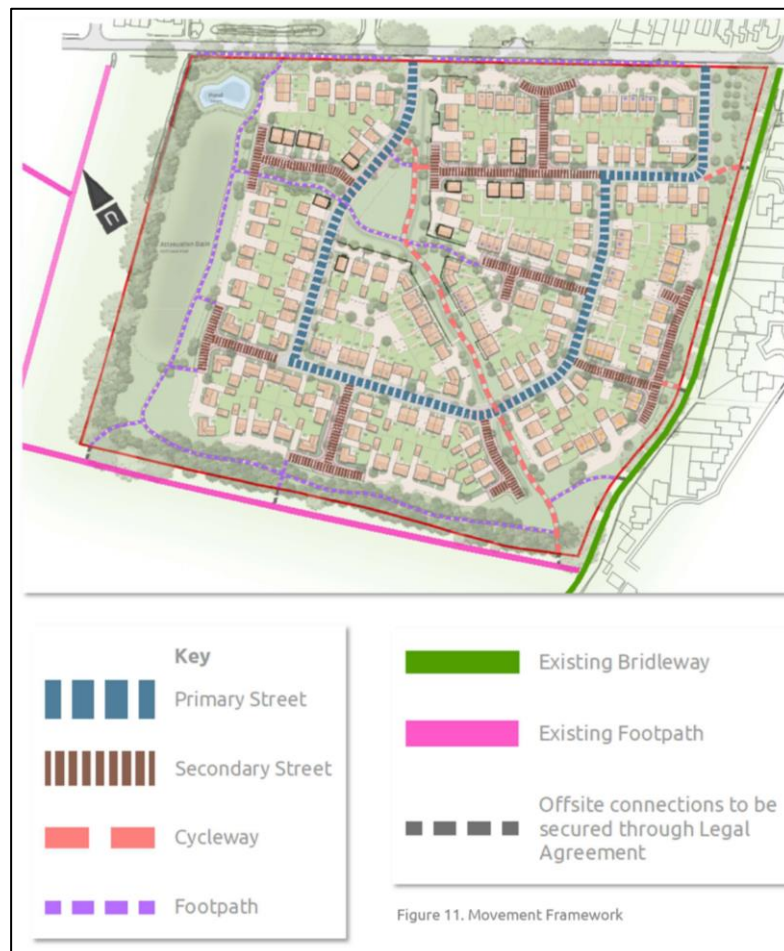 Key
Primary Street
Secondary Street
Cycleway
Footpath
Existing Bridleway
Existing Footpath
Offsite connections to be
secured through Legal
Agreement
Figure 11. Movement Framework